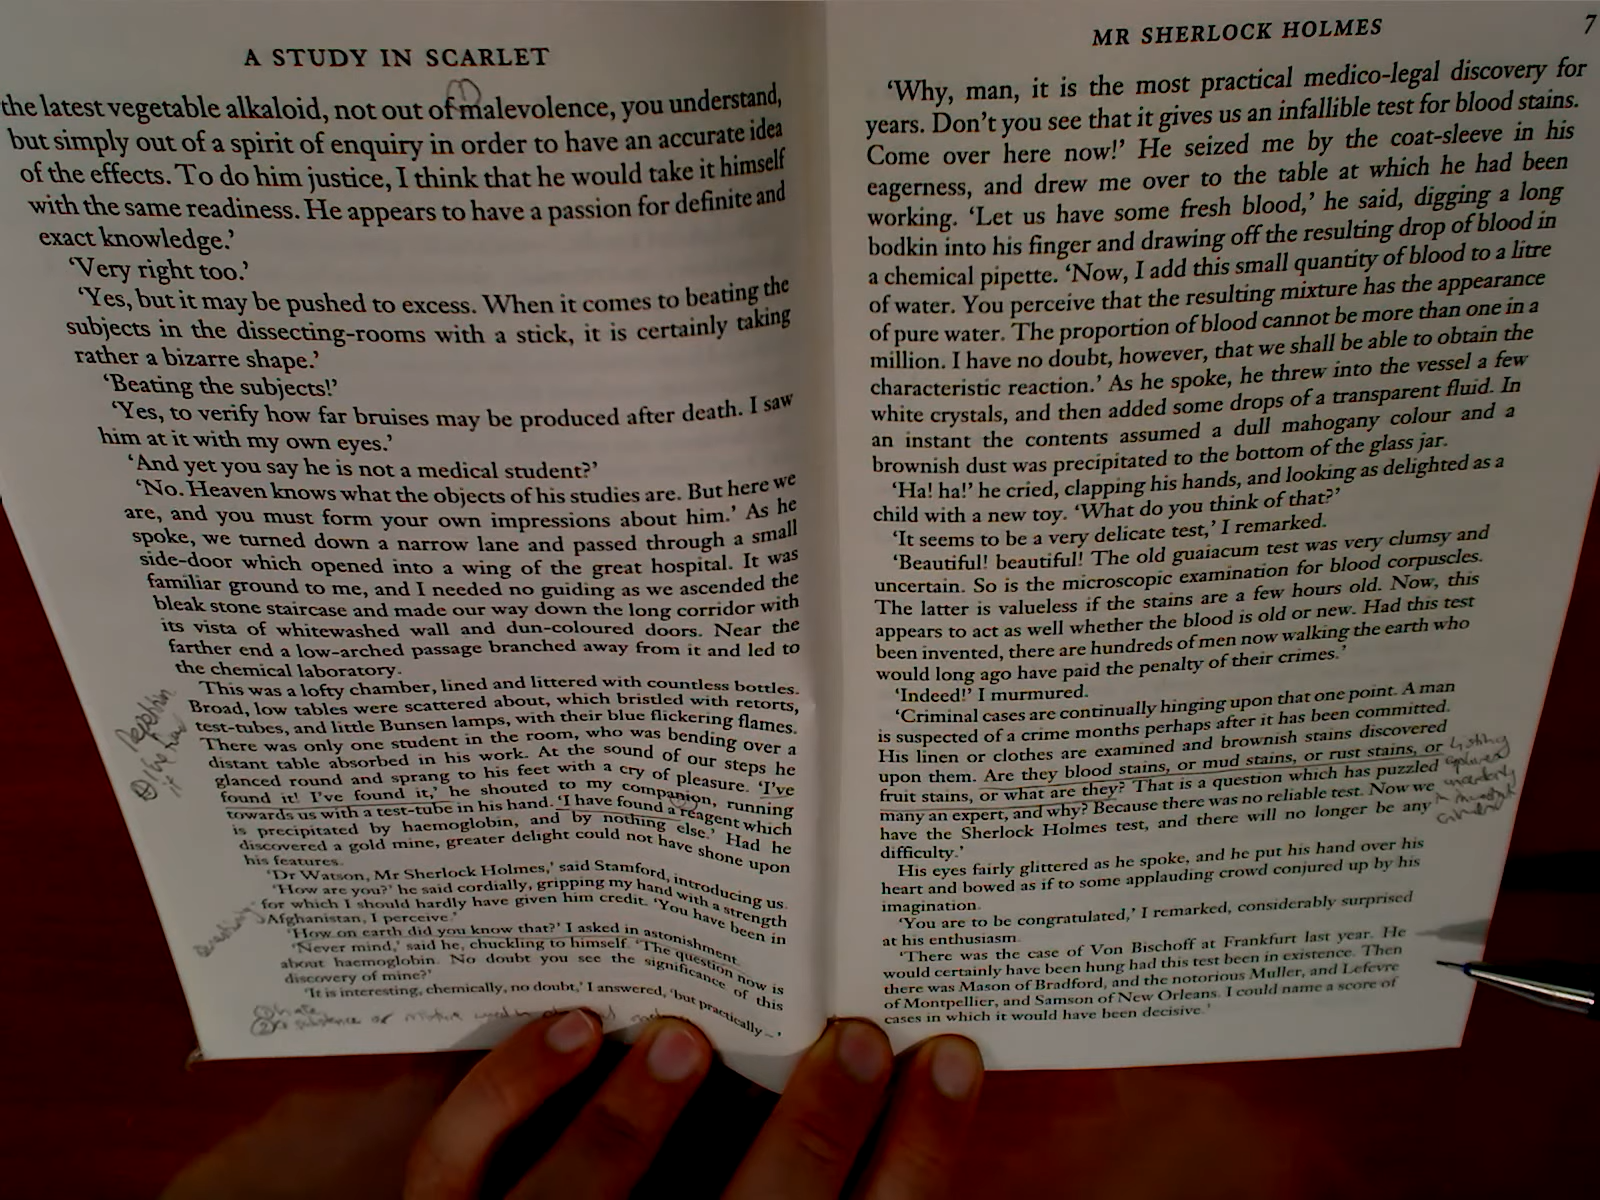 A STUDY IN SCARLET
the latest vegetable alkaloid, not out of malevolence, you understand,
but simply out of a spirit of enquiry in order to have an accurate idea
of the effects. To do him justice, I think that he would take it himself
with the same readiness. He appears to have a passion for definite and
exact knowledge.’
‘Very right too.’
‘Yes, but it may be pushed to excess. When it comes to beating the
subjects in the dissecting-rooms with a stick, it is certainly taking
rather a bizarre shape.’
‘Beating the subjects!’
‘Yes, to verify how far bruises may be produced after death. I saw
him at it with my own eyes.’
‘And yet you say he is not a medical student?’
‘No. Heaven knows what the objects of his studies are. But here we
are, and you must form your own impressions about him.’ As he
spoke, we turned down a narrow lane and passed through a small
side-door which opened into a wing of the great hospital. It was
familiar ground to me, and I needed no guiding as we ascended the
bleak stone staircase and made our way down the long corridor with
its vista of whitewashed wall and dun-coloured doors. Near the
farther end a low-arched passage branched away from it and led to
the chemical laboratory.
This was a lofty chamber, lined and littered with countless bottles.
Broad, low tables were scattered about, which bristled with retorts,
test-tubes, and little Bunsen lamps, with their blue flickering flames.
There was only one student in the room, who was bending over a
distant table absorbed in his work. At the sound of our steps he
glanced round and sprang to his feet with a cry of pleasure. ‘I’ve
found it! I’ve found it,’ he shouted to my companion, running
towards us with a test-tube in his hand. ‘I have found a reagent which
is precipitated by haemoglobin, and by nothing else.’ Had he
discovered a gold mine, greater delight could not have shone upon
his features.
‘Dr Watson, Mr Sherlock Holmes,’ said Stamford, introducing us.
‘How are you?’ he said cordially, gripping my hand with a strength
for which I should hardly have given him credit. ‘You have been in
Afghanistan, I perceive.’
‘How on earth did you know that?’ I asked in astonishment.
‘Never mind,’ said he, chuckling to himself. ‘The question now is
about haemoglobin. No doubt you see the significance of this
discovery of mine?’
‘It is interesting, chemically, no doubt,’ I answered, ‘but practically –’
MR SHERLOCK HOLMES 7
‘Why, man, it is the most practical medico-legal discovery for
years. Don’t you see that it gives us an infallible test for blood stains.
Come over here now!’ He seized me by the coat-sleeve in his
eagerness, and drew me over to the table at which he had been
working. ‘Let us have some fresh blood,’ he said, digging a long
bodkin into his finger and drawing off the resulting drop of blood in
a chemical pipette. ‘Now, I add this small quantity of blood to a litre
of water. You perceive that the resulting mixture has the appearance
of pure water. The proportion of blood cannot be more than one in a
million. I have no doubt, however, that we shall be able to obtain the
characteristic reaction.’ As he spoke, he threw into the vessel a few
white crystals, and then added some drops of a transparent fluid. In
an instant the contents assumed a dull mahogany colour and a
brownish dust was precipitated to the bottom of the glass jar.
‘Ha! ha!’ he cried, clapping his hands, and looking as delighted as a
child with a new toy. ‘What do you think of that?’
‘It seems to be a very delicate test,’ I remarked.
‘Beautiful! beautiful! The old guaiacum test was very clumsy and
uncertain. So is the microscopic examination for blood corpuscles.
The latter is valueless if the stains are a few hours old. Now, this
appears to act as well whether the blood is old or new. Had this test
been invented, there are hundreds of men now walking the earth who
would long ago have paid the penalty of their crimes.’
‘Indeed!’ I murmured.
‘Criminal cases are continually hinging upon that one point. A man
is suspected of a crime months perhaps after it has been committed.
His linen or clothes are examined and brownish stains discovered
upon them. Are they blood stains, or mud stains, or rust stains, or
fruit stains, or what are they? That is a question which has puzzled
many an expert, and why? Because there was no reliable test. Now we
have the Sherlock Holmes test, and there will no longer be any
difficulty.’
His eyes fairly glittered as he spoke, and he put his hand over his
heart and bowed as if to some applauding crowd conjured up by his
imagination.
‘You are to be congratulated,’ I remarked, considerably surprised
at his enthusiasm.
‘There was the case of Von Bischoff at Frankfurt last year. He
would certainly have been hung had this test been in existence. Then
there was Mason of Bradford, and the notorious Muller, and Lefevre
of Montpellier, and Samson of New Orleans. I could name a score of
cases in which it would have been decisive.’
listing